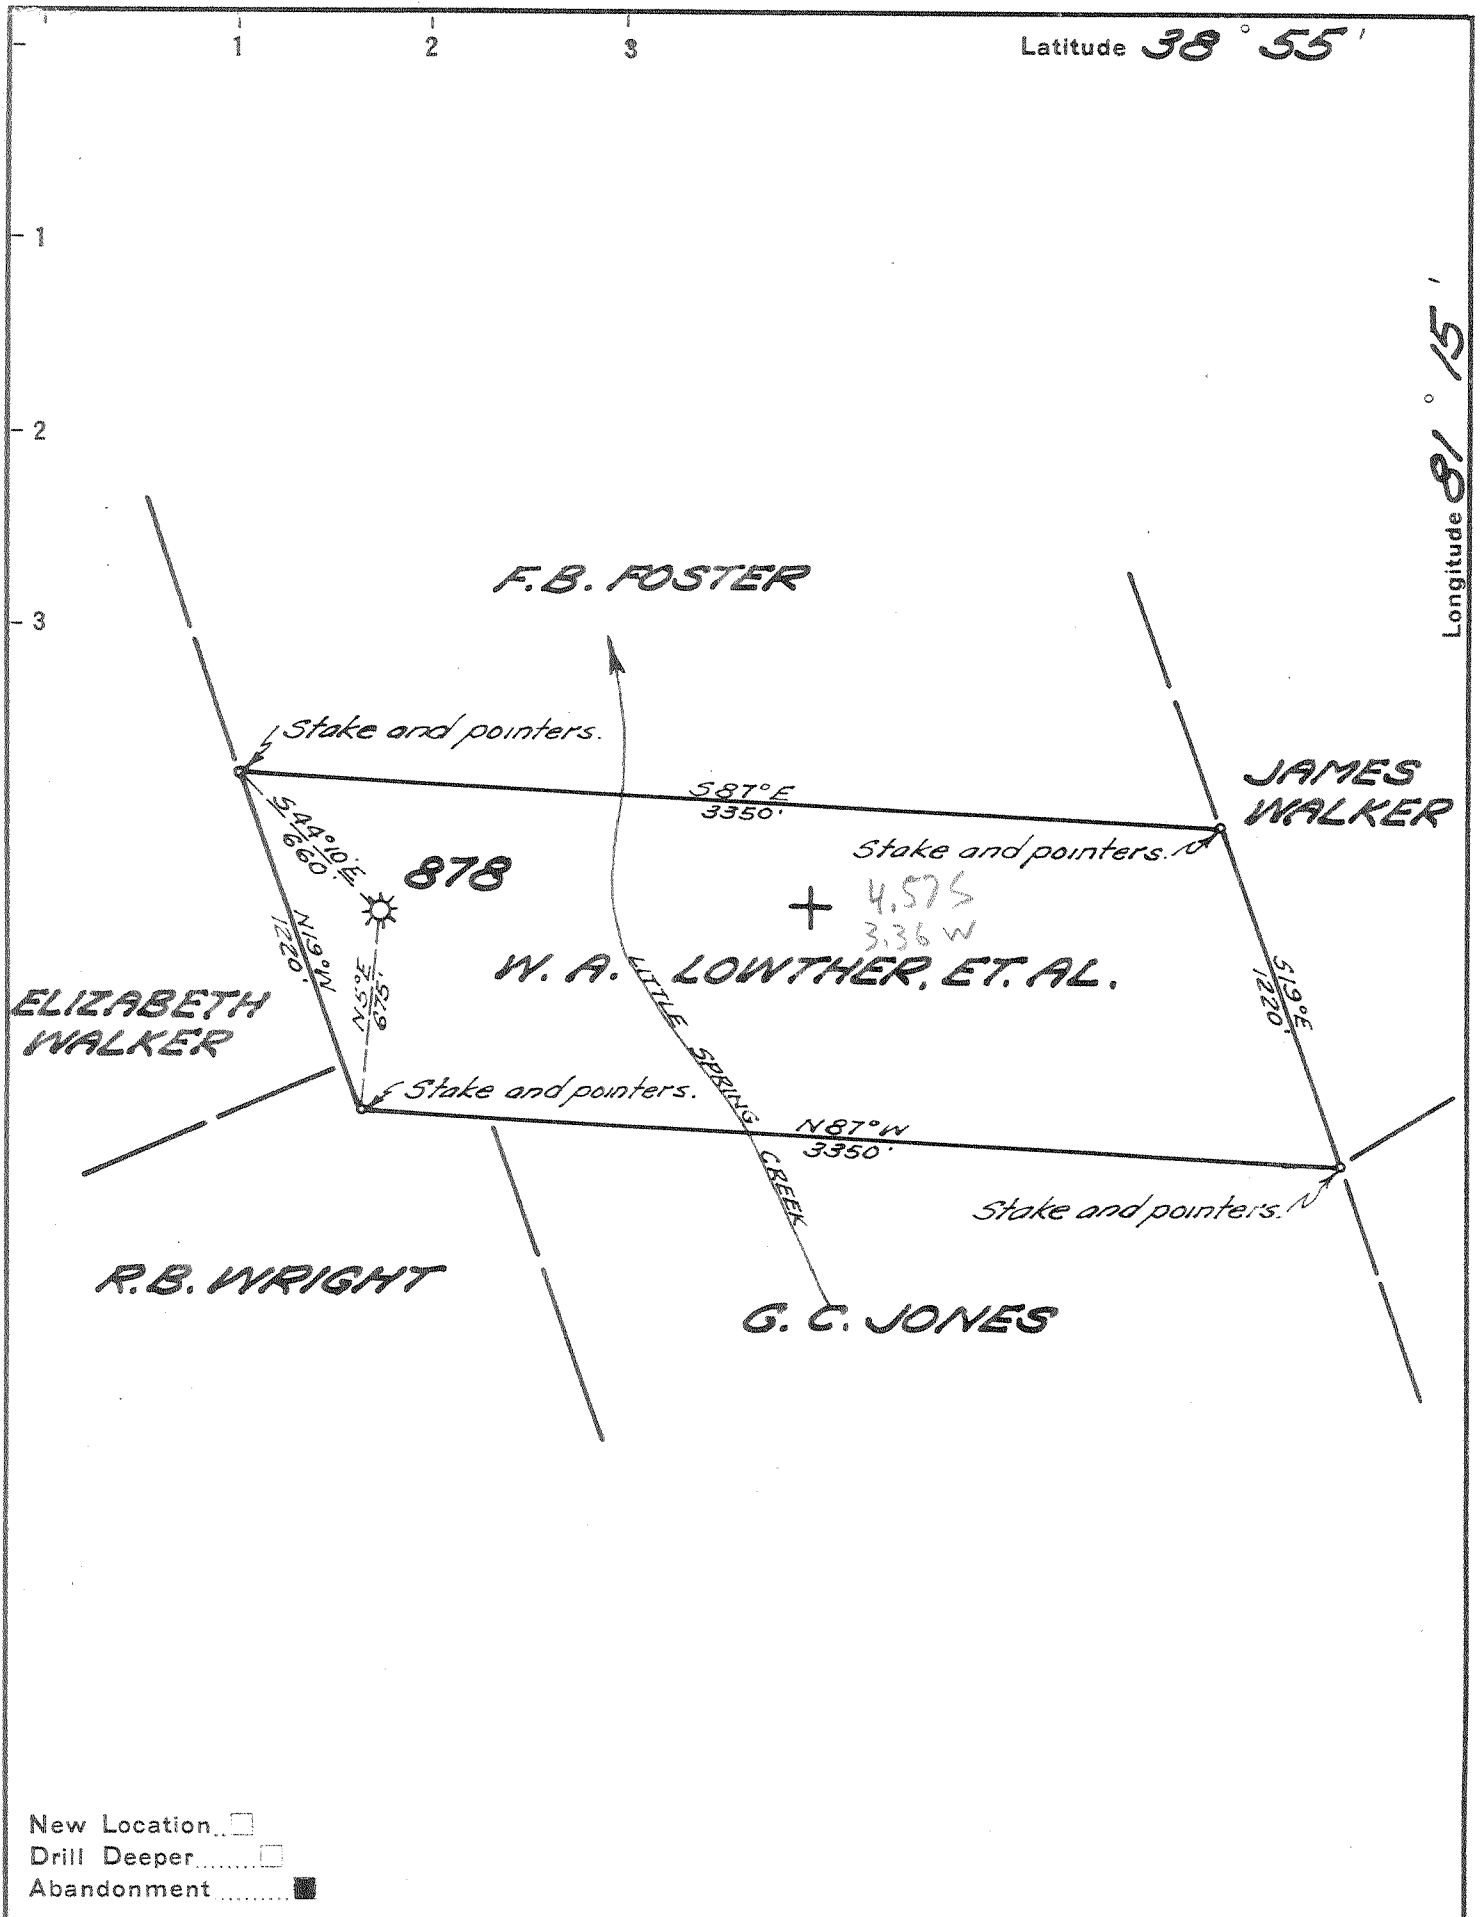 1 2 3 Latitude 38° 55'
1
Longitude 81° 15'
2
3
F.B. FOSTER
Stake and pointers.
S87°E
3350'
JAMES
WALKER
Stake and pointers.
S44°10'E
660'
878
4.57 S
3.36 W
N19°W
1220'
N5°E
675'
W. A. LOWTHER, ET. AL.
LITTLE SPRING CREEK
S19°E
1220'
ELIZABETH
WALKER
Stake and pointers.
N87°W
3350'
Stake and pointers.
R.B. WRIGHT
G. C. JONES
New Location
Drill Deeper
Abandonment